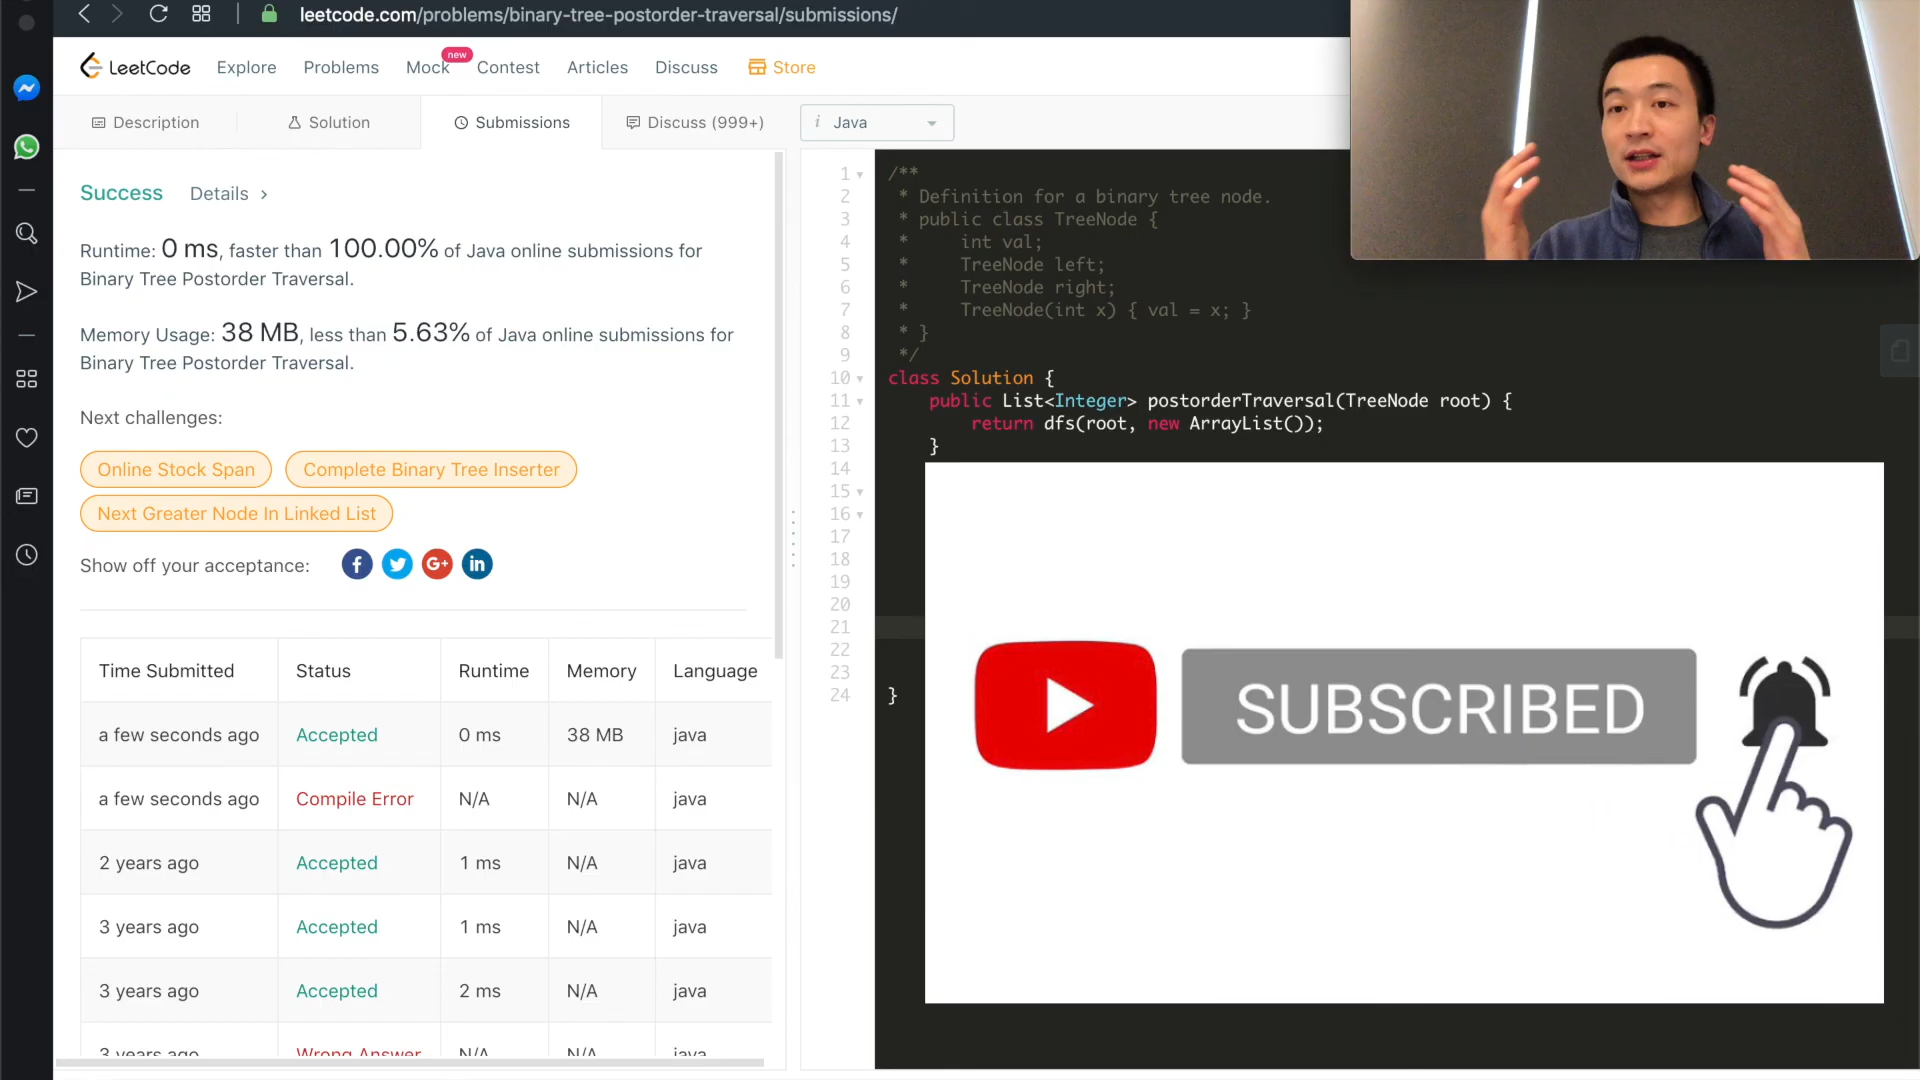 leetcode.com/problems/binary-tree-postorder-traversal/submissions/
LeetCode
Explore
Problems
Mock
new
Contest
Articles
Discuss
Store
Description
Solution
Submissions
Discuss (999+)
i Java
Success
Details >
Runtime: 0 ms, faster than 100.00% of Java online submissions for
Binary Tree Postorder Traversal.
Memory Usage: 38 MB, less than 5.63% of Java online submissions for
Binary Tree Postorder Traversal.
Next challenges:
Online Stock Span
Complete Binary Tree Inserter
Next Greater Node In Linked List
Show off your acceptance:
f
G+
in
Time Submitted Status Runtime Memory Language
a few seconds ago Accepted 0 ms 38 MB java
a few seconds ago Compile Error N/A N/A java
2 years ago Accepted 1 ms N/A java
3 years ago Accepted 1 ms N/A java
3 years ago Accepted 2 ms N/A java
3 years ago Wrong Answer N/A N/A java
1 /**
2 * Definition for a binary tree node.
3 * public class TreeNode {
4 * int val;
5 * TreeNode left;
6 * TreeNode right;
7 * TreeNode(int x) { val = x; }
8 * }
9 */
10 class Solution {
11 public List<Integer> postorderTraversal(TreeNode root) {
12 return dfs(root, new ArrayList());
13 }
14
15
16
17
18
19
20
21
22
23
24 }
SUBSCRIBED